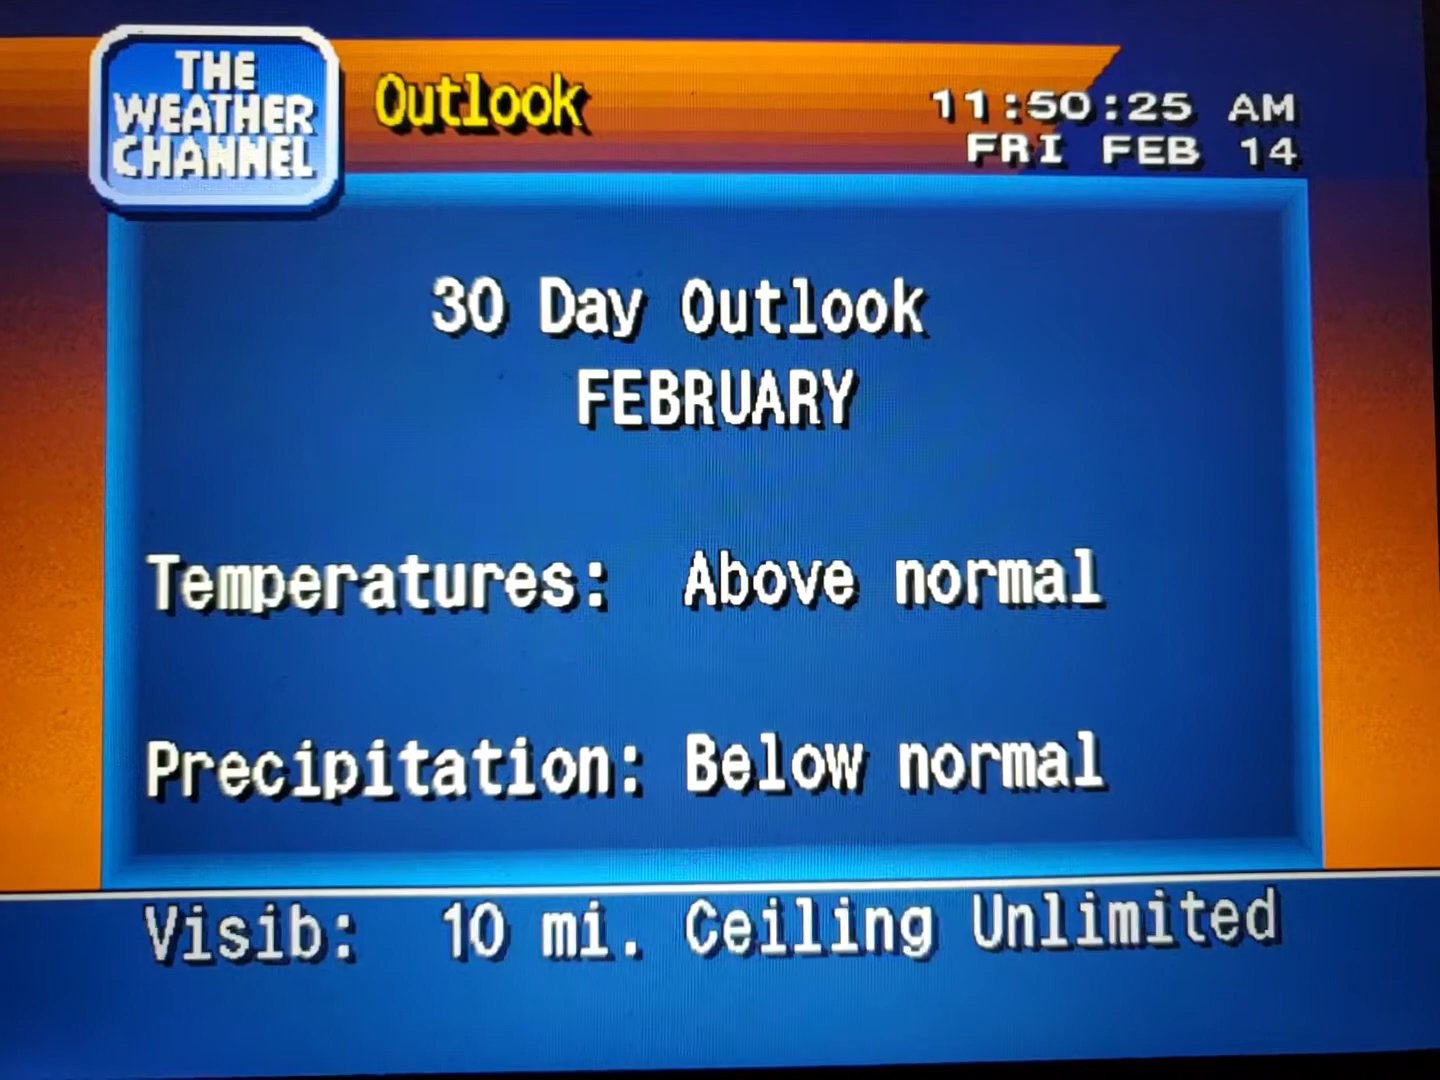 THE
WEATHER
CHANNEL
Outlook
11:50:25 AM
FRI FEB 14
30 Day Outlook
FEBRUARY
Temperatures: Above normal
Precipitation: Below normal
Visib: 10 mi. Ceiling Unlimited